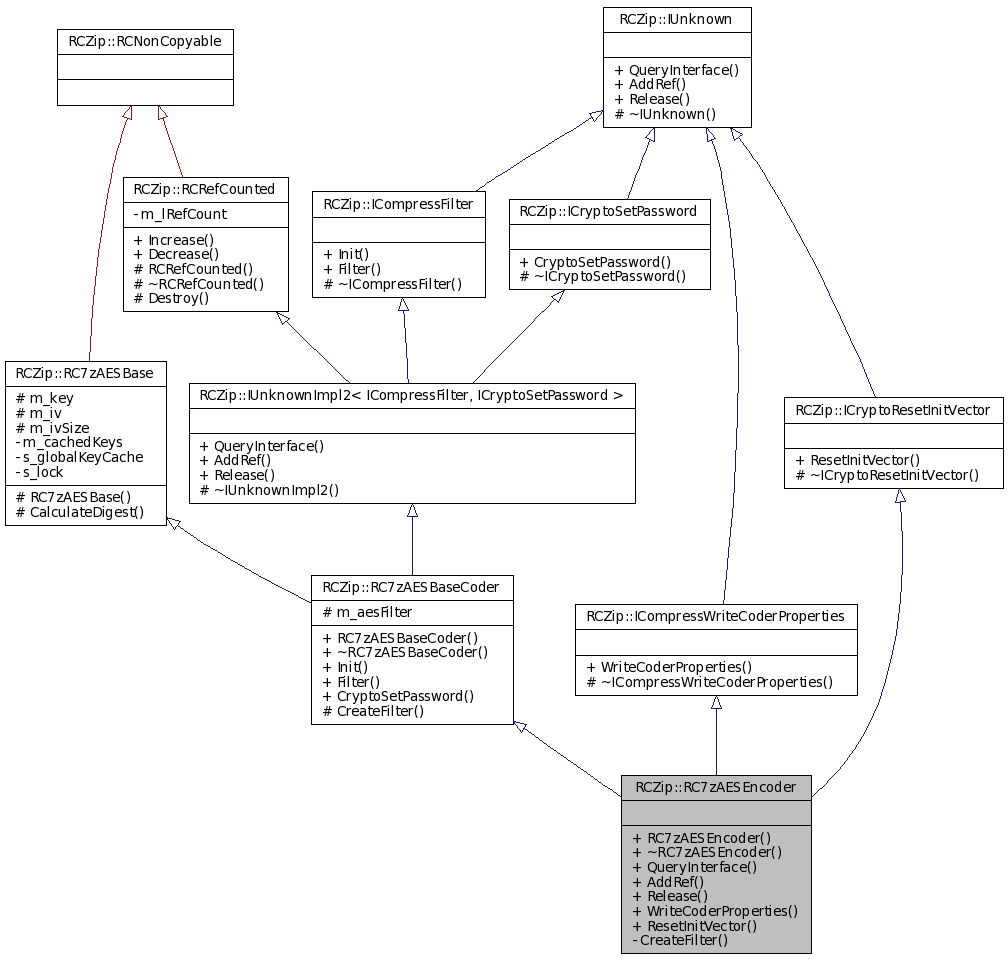 RCZip::RCNonCopyable
RCZip::IUnknown
+ QueryInterface()
+ AddRef()
+ Release()
# ~IUnknown()
RCZip::RCRefCounted
- m_lRefCount
+ Increase()
+ Decrease()
# RCRefCounted()
# ~RCRefCounted()
# Destroy()
RCZip::ICompressFilter
+ Init()
+ Filter()
# ~ICompressFilter()
RCZip::ICryptoSetPassword
+ CryptoSetPassword()
# ~ICryptoSetPassword()
RCZip::RC7zAESBase
# m_key
# m_iv
# m_ivSize
- m_cachedKeys
- s_globalKeyCache
- s_lock
# RC7zAESBase()
# CalculateDigest()
RCZip::IUnknownImpl2< ICompressFilter, ICryptoSetPassword >
+ QueryInterface()
+ AddRef()
+ Release()
# ~IUnknownImpl2()
RCZip::ICryptoResetInitVector
+ ResetInitVector()
# ~ICryptoResetInitVector()
RCZip::RC7zAESBaseCoder
# m_aesFilter
+ RC7zAESBaseCoder()
+ ~RC7zAESBaseCoder()
+ Init()
+ Filter()
+ CryptoSetPassword()
# CreateFilter()
RCZip::ICompressWriteCoderProperties
+ WriteCoderProperties()
# ~ICompressWriteCoderProperties()
RCZip::RC7zAESEncoder
+ RC7zAESEncoder()
+ ~RC7zAESEncoder()
+ QueryInterface()
+ AddRef()
+ Release()
+ WriteCoderProperties()
+ ResetInitVector()
- CreateFilter()